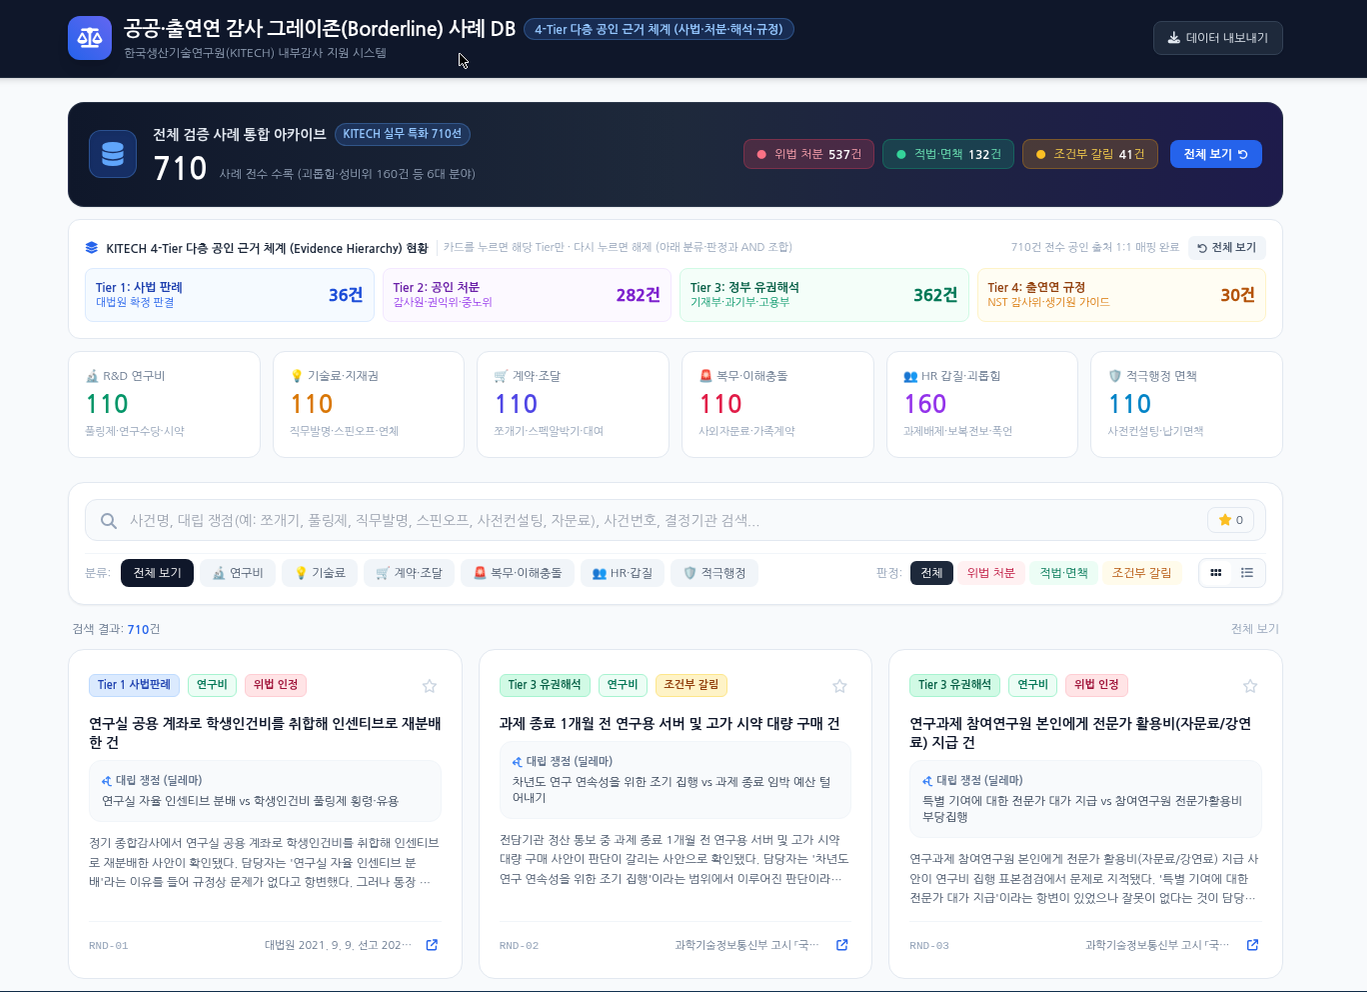 공공·출연연 감사 그레이존(Borderline) 사례 DB
4-Tier 다층 공인 근거 체계 (사법·처분·해석·규정)
한국생산기술연구원(KITECH) 내부감사 지원 시스템
데이터 내보내기
전체 검증 사례 통합 아카이브
KITECH 실무 특화 710선
710 사례 전수 수록 (괴롭힘·성비위 160건 등 6대 분야)
위법 처분 537건
적법·면책 132건
조건부 갈림 41건
전체 보기
KITECH 4-Tier 다층 공인 근거 체계 (Evidence Hierarchy) 현황
카드를 누르면 해당 Tier만 · 다시 누르면 해제 (아래 분류·판정과 AND 조합)
710건 전수 공인 출처 1:1 매핑 완료
전체 보기
Tier 1: 사법 판례
대법원 확정 판결
36건
Tier 2: 공인 처분
감사원·권익위·중노위
282건
Tier 3: 정부 유권해석
기재부·과기부·고용부
362건
Tier 4: 출연연 규정
NST 감사위·생기원 가이드
30건
🔬 R&D 연구비
110
풀링제·연구수당·시약
💡 기술료·지재권
110
직무발명·스핀오프·연체
🛒 계약·조달
110
쪼개기·스펙알박기·대여
🚨 복무·이해충돌
110
사외자문료·가족계약
👥 HR 갑질·괴롭힘
160
과제배제·보복전보·폭언
🛡️ 적극행정 면책
110
사전컨설팅·납기면책
사건명, 대립 쟁점(예: 쪼개기, 풀링제, 직무발명, 스핀오프, 사전컨설팅, 자문료), 사건번호, 결정기관 검색...
0
분류:
전체 보기
🔬 연구비
💡 기술료
🛒 계약·조달
🚨 복무·이해충돌
👥 HR·갑질
🛡️ 적극행정
판정:
전체
위법 처분
적법·면책
조건부 갈림
검색 결과: 710건
전체 보기
Tier 1 사법판례
연구비
위법 인정
연구실 공용 계좌로 학생인건비를 취합해 인센티브로 재분배
한 건
대립 쟁점 (딜레마)
연구실 자율 인센티브 분배 vs 학생인건비 풀링제 횡령·유용
정기 종합감사에서 연구실 공용 계좌로 학생인건비를 취합해 인센티브
로 재분배한 사안이 확인됐다. 담당자는 '연구실 자율 인센티브 분
배'라는 이유를 들어 규정상 문제가 없다고 항변했다. 그러나 통장 …
RND-01
대법원 2021. 9. 9. 선고 202…
Tier 3 유권해석
연구비
조건부 갈림
과제 종료 1개월 전 연구용 서버 및 고가 시약 대량 구매 건
대립 쟁점 (딜레마)
차년도 연구 연속성을 위한 조기 집행 vs 과제 종료 임박 예산 털
어내기
전담기관 정산 통보 중 과제 종료 1개월 전 연구용 서버 및 고가 시약
대량 구매 사안이 판단이 갈리는 사안으로 확인됐다. 담당자는 '차년도
연구 연속성을 위한 조기 집행'이라는 범위에서 이루어진 판단이라…
RND-02
과학기술정보통신부 고시 「국…
Tier 3 유권해석
연구비
위법 인정
연구과제 참여연구원 본인에게 전문가 활용비(자문료/강연
료) 지급 건
대립 쟁점 (딜레마)
특별 기여에 대한 전문가 대가 지급 vs 참여연구원 전문가활용비
부당집행
연구과제 참여연구원 본인에게 전문가 활용비(자문료/강연료) 지급 사
안이 연구비 집행 표본점검에서 문제로 지적됐다. '특별 기여에 대한
전문가 대가 지급'이라는 항변이 있었으나 잘못이 없다는 것이 담당…
RND-03
과학기술정보통신부 고시 「국…